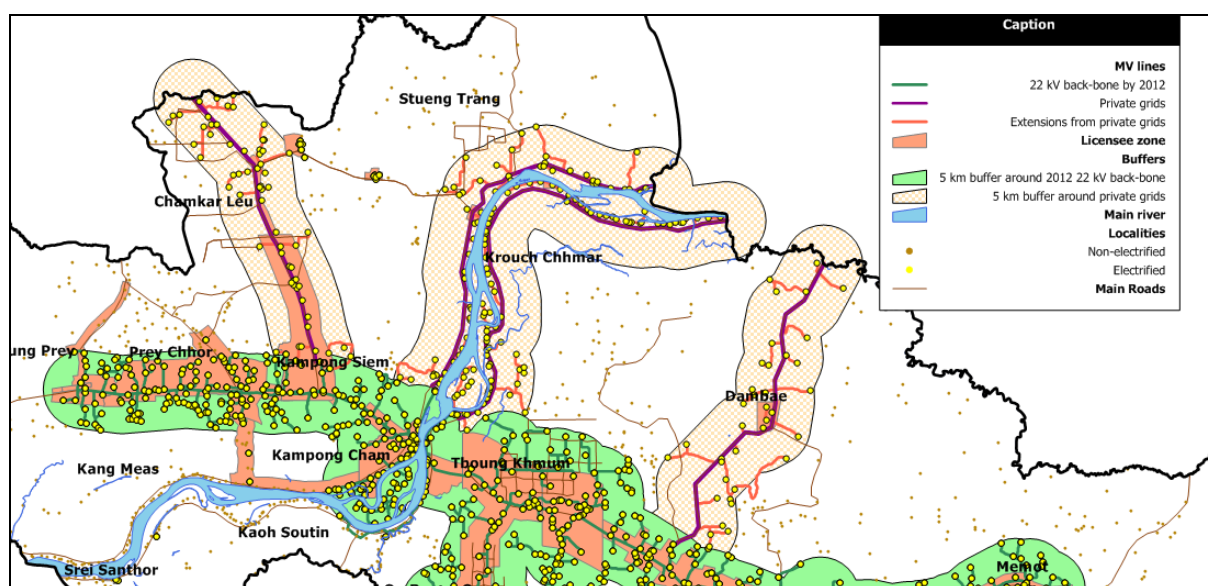 Caption
MV lines
22 kV back-bone by 2012
Private grids
Extensions from private grids
Licensee zone
Buffers
5 km buffer around 2012 22 kV back-bone
5 km buffer around private grids
Main river
Localities
Non-electrified
Electrified
Main Roads
Stueng Trang
Chamkar Leu
Krouch Chhmar
ung Prey
Prey Chhor
Kampong Siem
Dambae
Kampong Cham
Tboung Khmum
Kang Meas
Kaoh Soutin
Srei Santhor
Memot